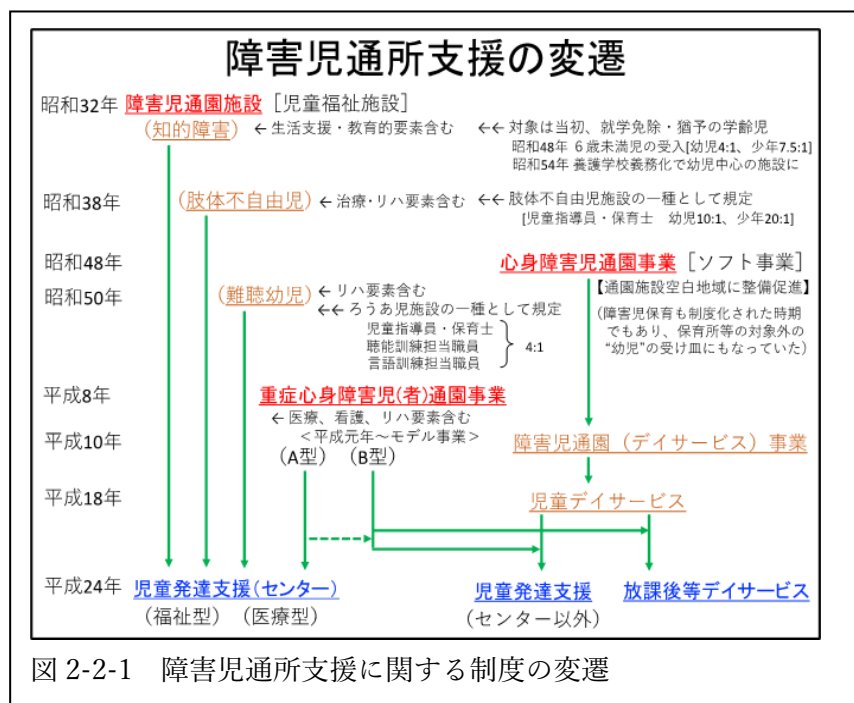 障害児通所支援の変遷
昭和32年 障害児通園施設［児童福祉施設］
(知的障害) ←生活支援・教育的要素含む ←← 対象は当初、就学免除・猶予の学齢児
昭和48年 6歳未満児の受入[幼児4:1、少年7.5:1]
昭和54年 養護学校義務化で幼児中心の施設に
昭和38年 (肢体不自由児) ←治療・リハ要素含む ←← 肢体不自由児施設の一種として規定
[児童指導員・保育士　幼児10:1、少年20:1]
昭和48年 心身障害児通園事業［ソフト事業］
【通園施設空白地域に整備促進】
昭和50年 (難聴幼児) ← リハ要素含む
←← ろうあ児施設の一種として規定
児童指導員・保育士
聴能訓練担当職員
言語訓練担当職員
4:1
(障害児保育も制度化された時期
でもあり、保育所等の対象外の
“幼児”の受け皿にもなっていた)
平成8年 重症心身障害児(者)通園事業
← 医療、看護、リハ要素含む
＜平成元年～モデル事業＞
(A型) (B型)
平成10年 障害児通園（デイサービス）事業
平成18年 児童デイサービス
平成24年 児童発達支援(センター) 児童発達支援 放課後等デイサービス
(福祉型) (医療型) (センター以外)
図 2-2-1　障害児通所支援に関する制度の変遷